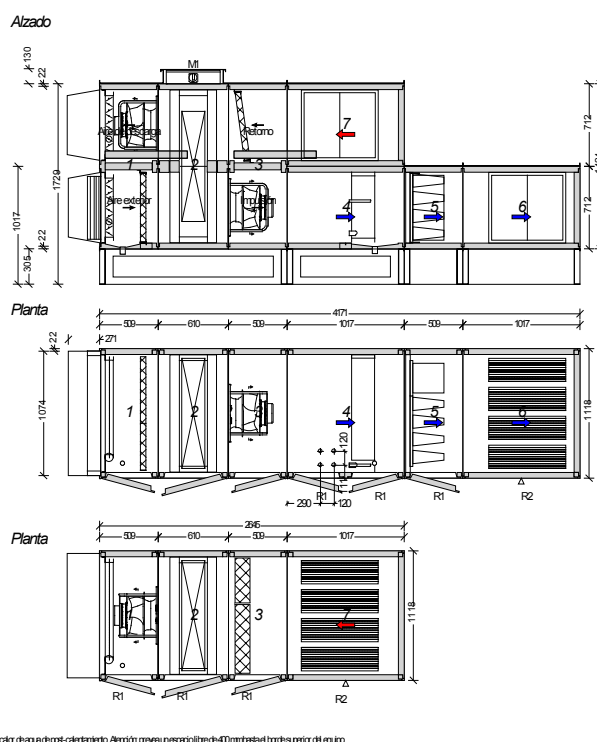 Alzado
M1
130
22
1729
1017
305
22
712
712
Aire descarga
Retorno
Aire exterior
Impulsión
1
2
3
4
5
6
7
Planta
4171
509
610
509
1017
509
1017
22
271
1074
1118
1
2
3
4
5
6
120
290
120
R1
R1
R1
R2
Planta
2645
509
610
509
1017
1118
2
3
7
R1
R1
R1
R2